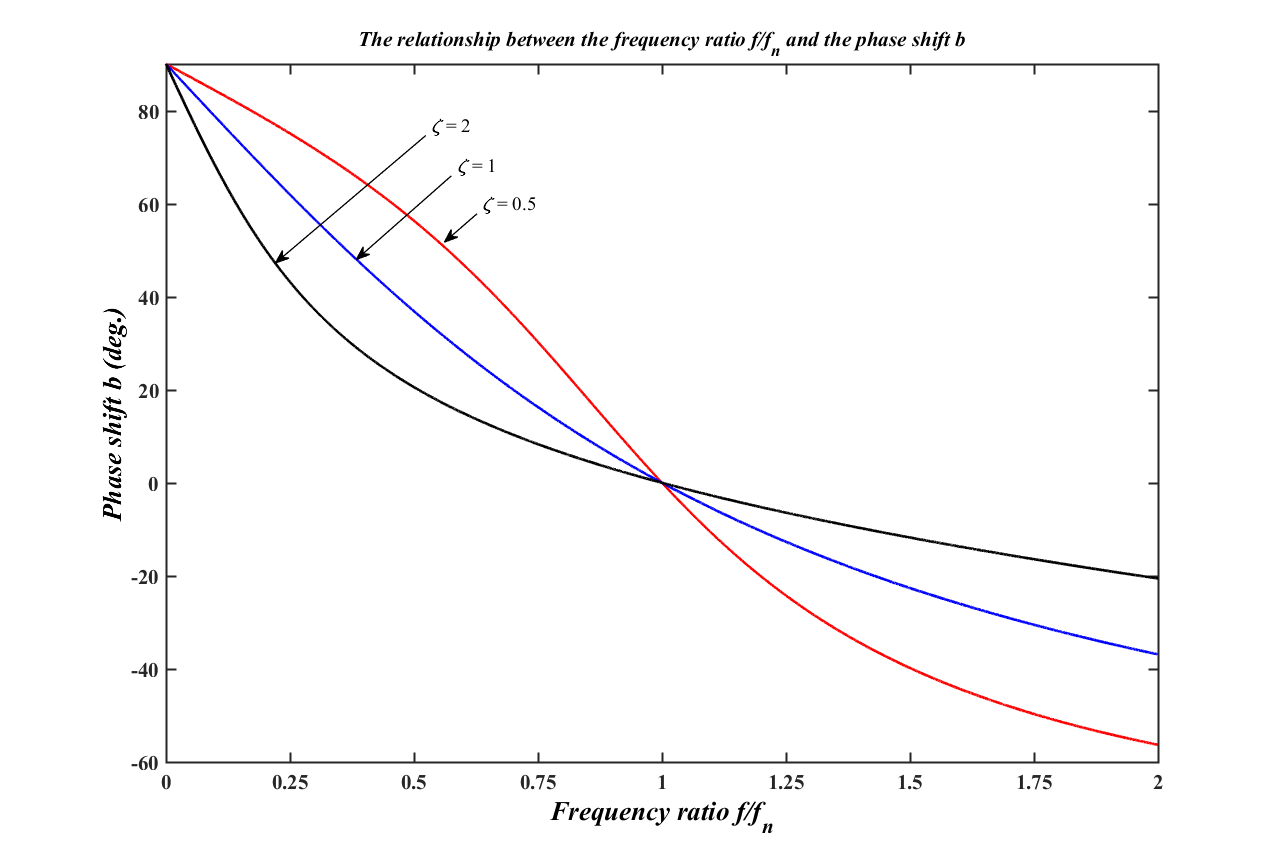 The relationship between the frequency ratio f/fn and the phase shift b
80
60
40
20
0
-20
-40
-60
Phase shift b (deg.)
ζ = 2
ζ = 1
ζ = 0.5
0 0.25 0.5 0.75 1 1.25 1.5 1.75 2
Frequency ratio f/fn